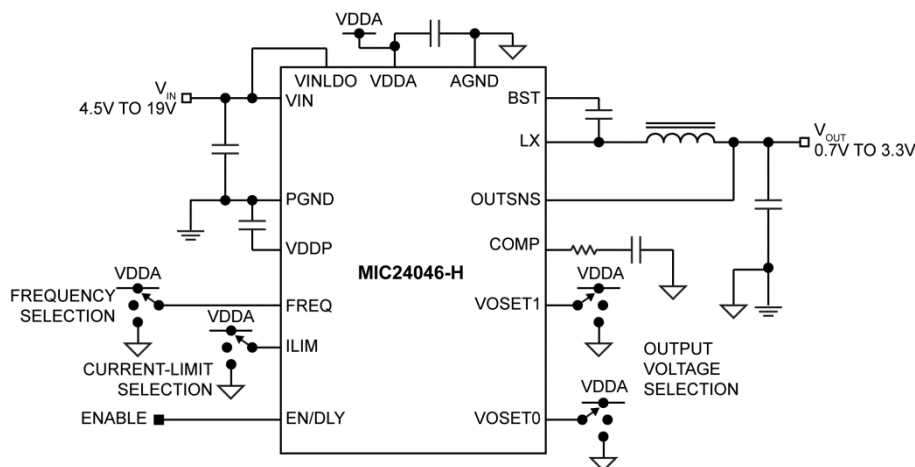 VDDA
VINLDO
VDDA
AGND
V_IN
4.5V TO 19V
VIN
BST
LX
V_OUT
0.7V TO 3.3V
PGND
OUTSNS
VDDP
COMP
MIC24046-H
VDDA
FREQUENCY
SELECTION
FREQ
VDDA
ILIM
CURRENT-LIMIT
SELECTION
VOSET1
VDDA
OUTPUT
VOLTAGE
SELECTION
ENABLE
EN/DLY
VOSET0
VDDA